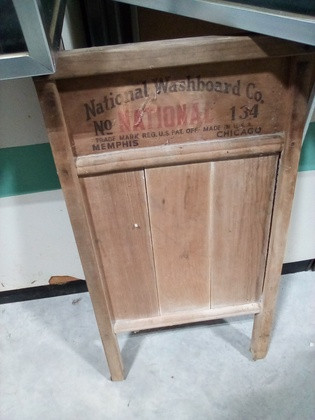 National Washboard Co.
No NATIONAL 134
TRADE MARK REG. U.S. PAT. OFF. MADE IN U.S.A.
MEMPHIS CHICAGO